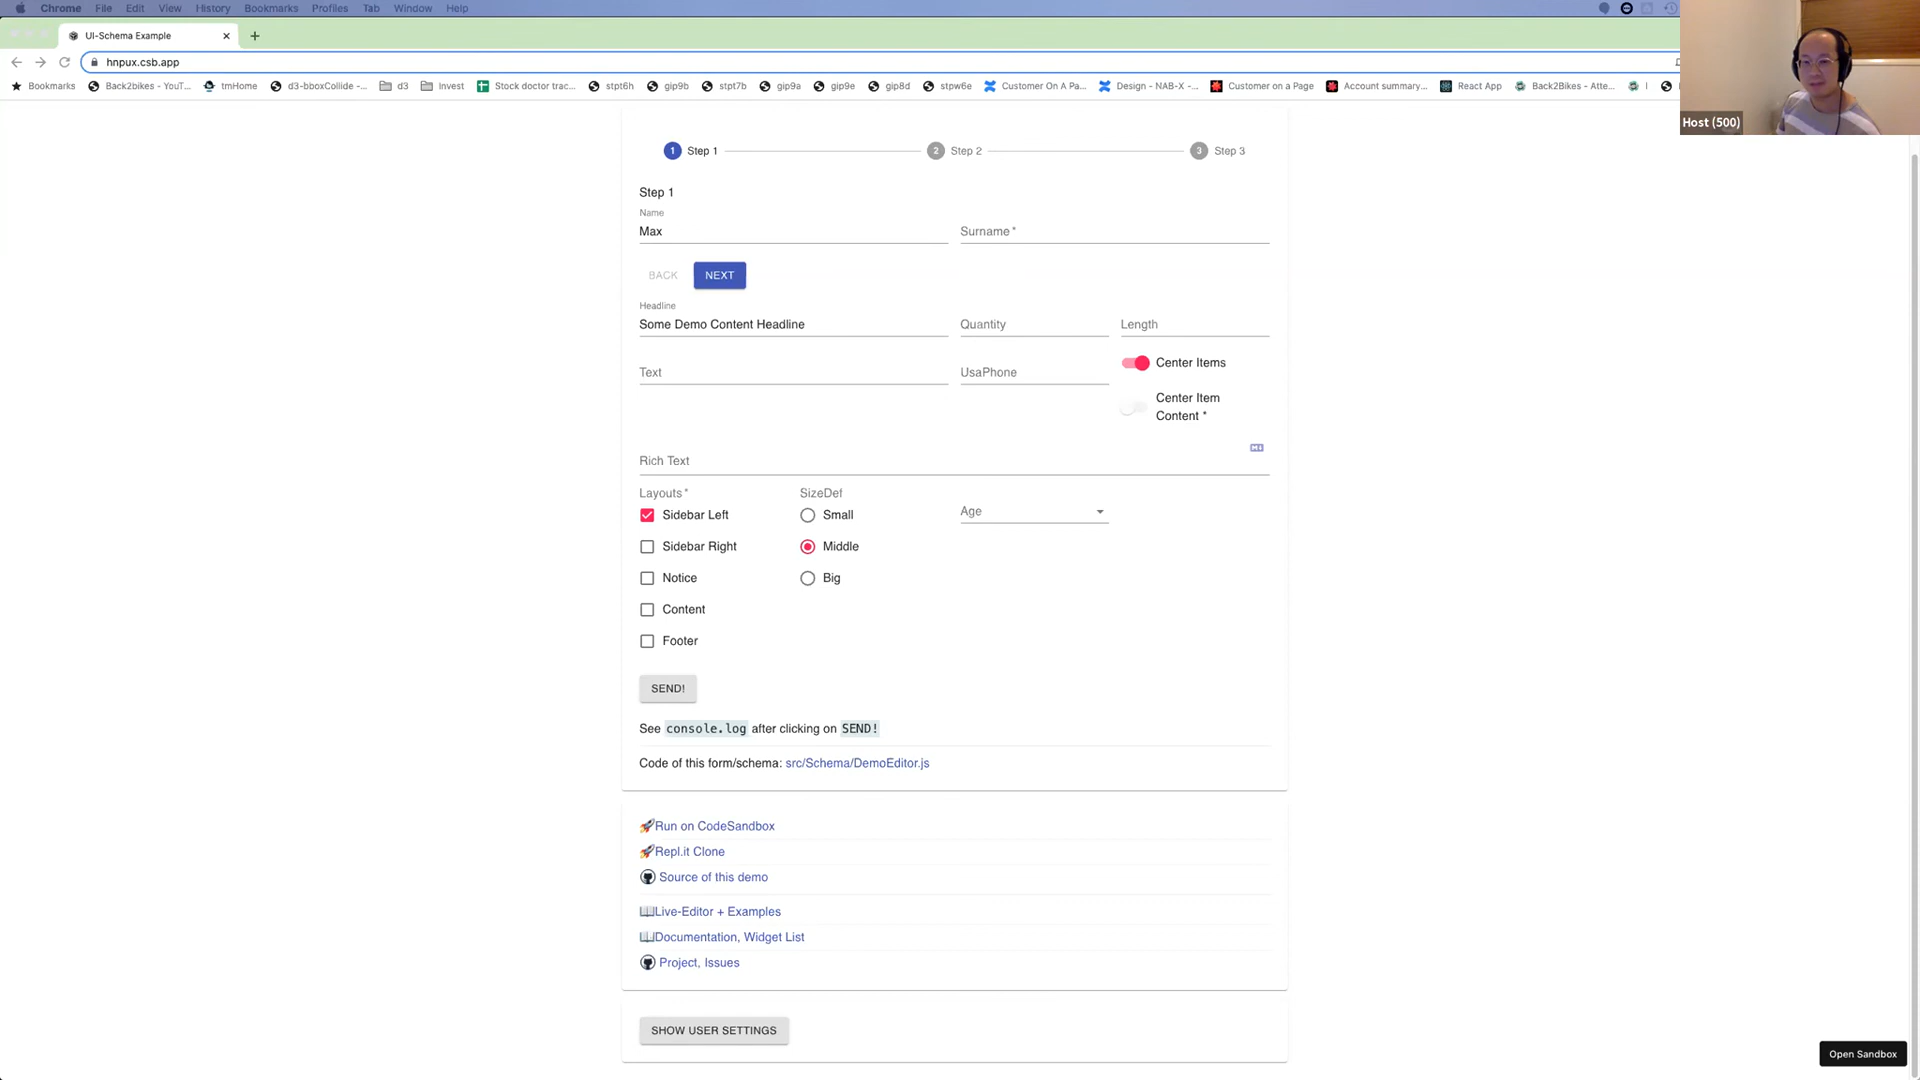 Chrome File Edit View History Bookmarks Profiles Tab Window Help
UI-Schema Example
hnpux.csb.app
Bookmarks Back2bikes - YouT... tmHome d3-bboxCollide -... d3 Invest Stock doctor trac... stpt6h gip9b stpt7b gip9a gip9e gip8d stpw6e Customer On A Pa... Design - NAB-X -... Customer on a Page Account summary... React App Back2Bikes - Atte...
Host (500)
1 Step 1 2 Step 2 3 Step 3
Step 1
Name
Max Surname *
BACK NEXT
Headline
Some Demo Content Headline Quantity Length
Center Items
Text UsaPhone
Center Item
Content *
Rich Text
Layouts * SizeDef
Sidebar Left Small Age
Sidebar Right Middle
Notice Big
Content
Footer
SEND!
See console.log after clicking on SEND!
Code of this form/schema: src/Schema/DemoEditor.js
🚀Run on CodeSandbox
🚀Repl.it Clone
Source of this demo
📖Live-Editor + Examples
📖Documentation, Widget List
Project, Issues
SHOW USER SETTINGS
Open Sandbox